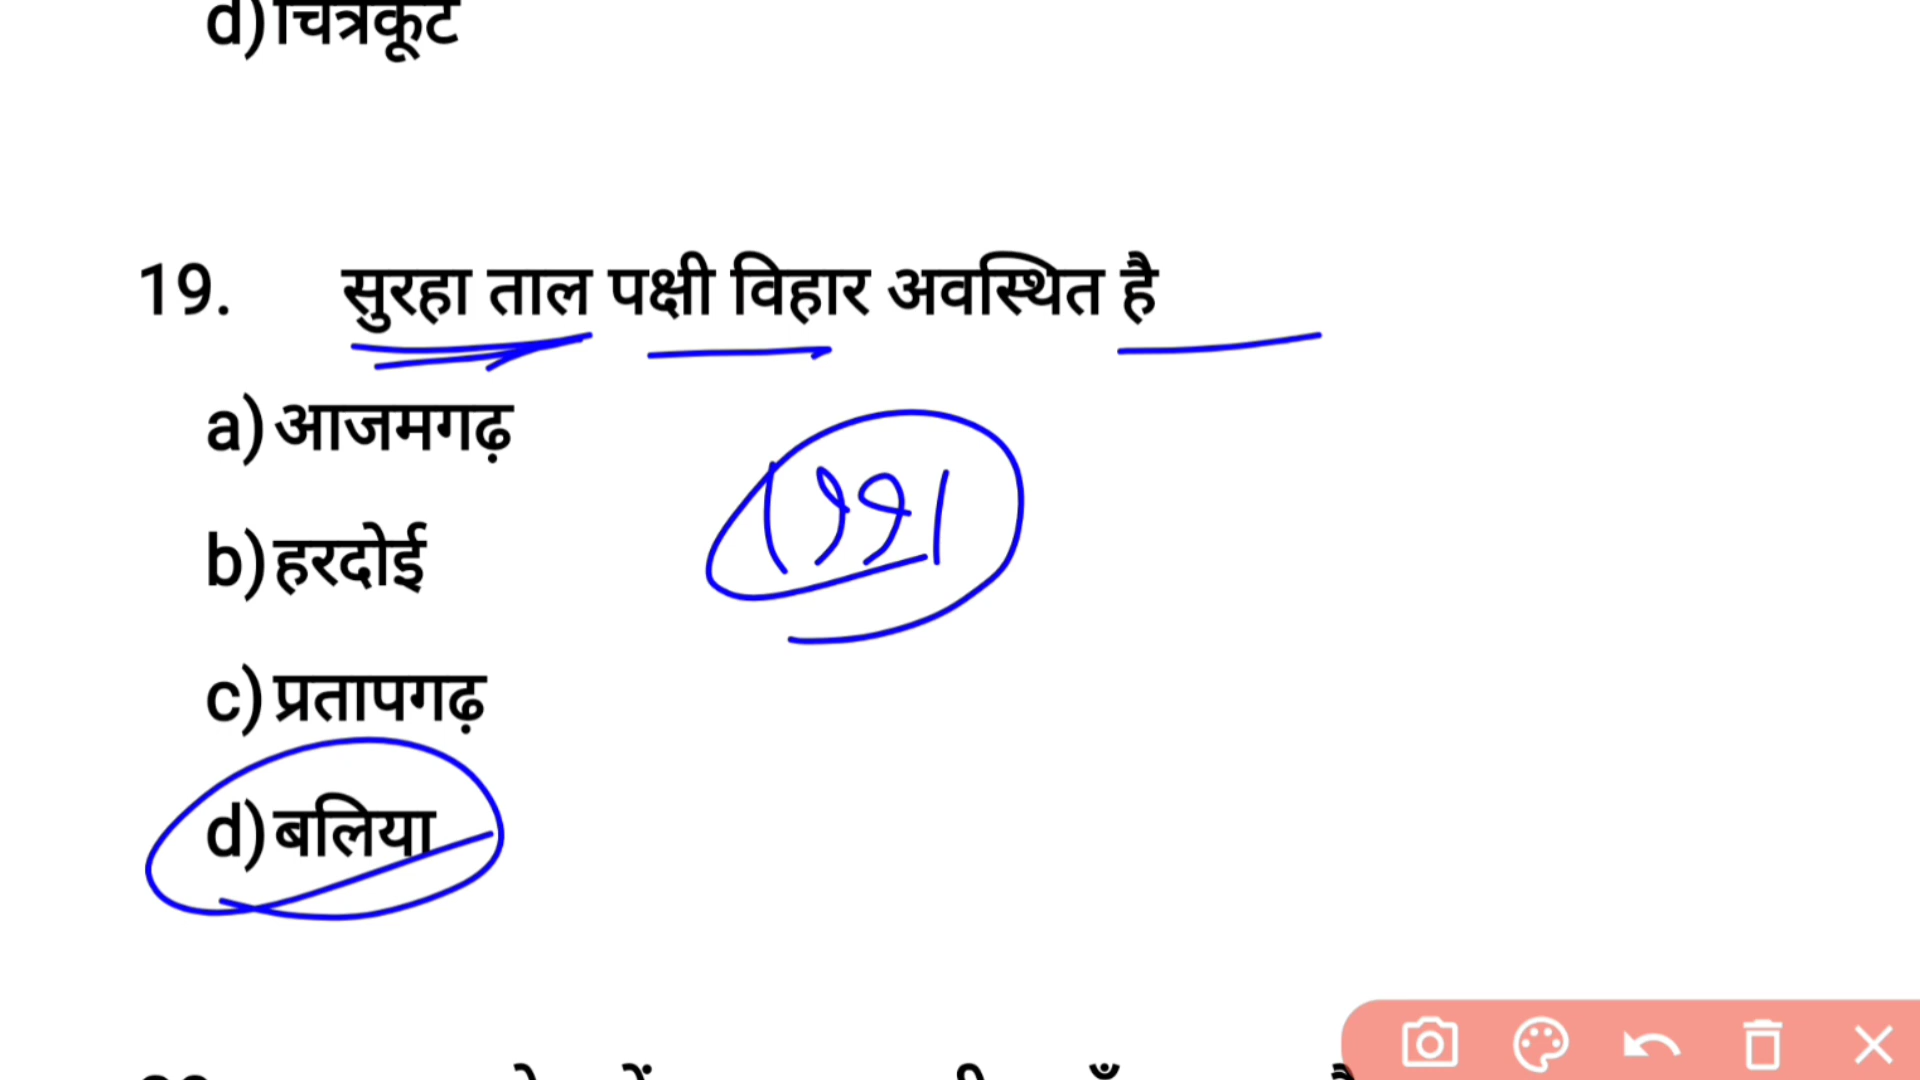 d) चित्रकूट
19. सुरहा ताल पक्षी विहार अवस्थित है
a) आजमगढ़
1991
b) हरदोई
c) प्रतापगढ़
d) बलिया